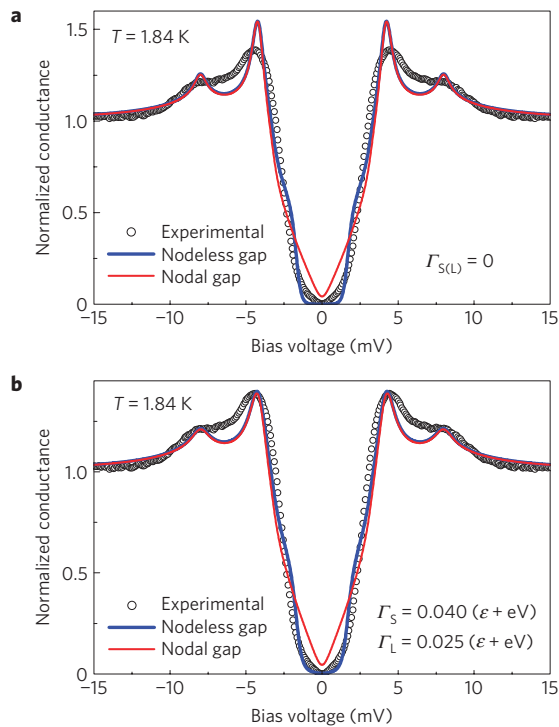 a
1.5
1.0
0.5
0
Normalized conductance
T = 1.84 K
Experimental
Nodeless gap
Nodal gap
ΓS(L) = 0
−15 −10 −5 0 5 10 15
Bias voltage (mV)
b
1.0
0.5
0
Normalized conductance
T = 1.84 K
Experimental
Nodeless gap
Nodal gap
ΓS = 0.040 (ε + eV)
ΓL = 0.025 (ε + eV)
−15 −10 −5 0 5 10 15
Bias voltage (mV)